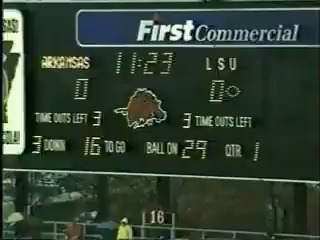 First Commercial
ARKANSAS 11:23 LSU
0 0
TIME OUTS LEFT 3 3 TIME OUTS LEFT
3 DOWN 16 TO GO BALL ON 29 QTR 1
16